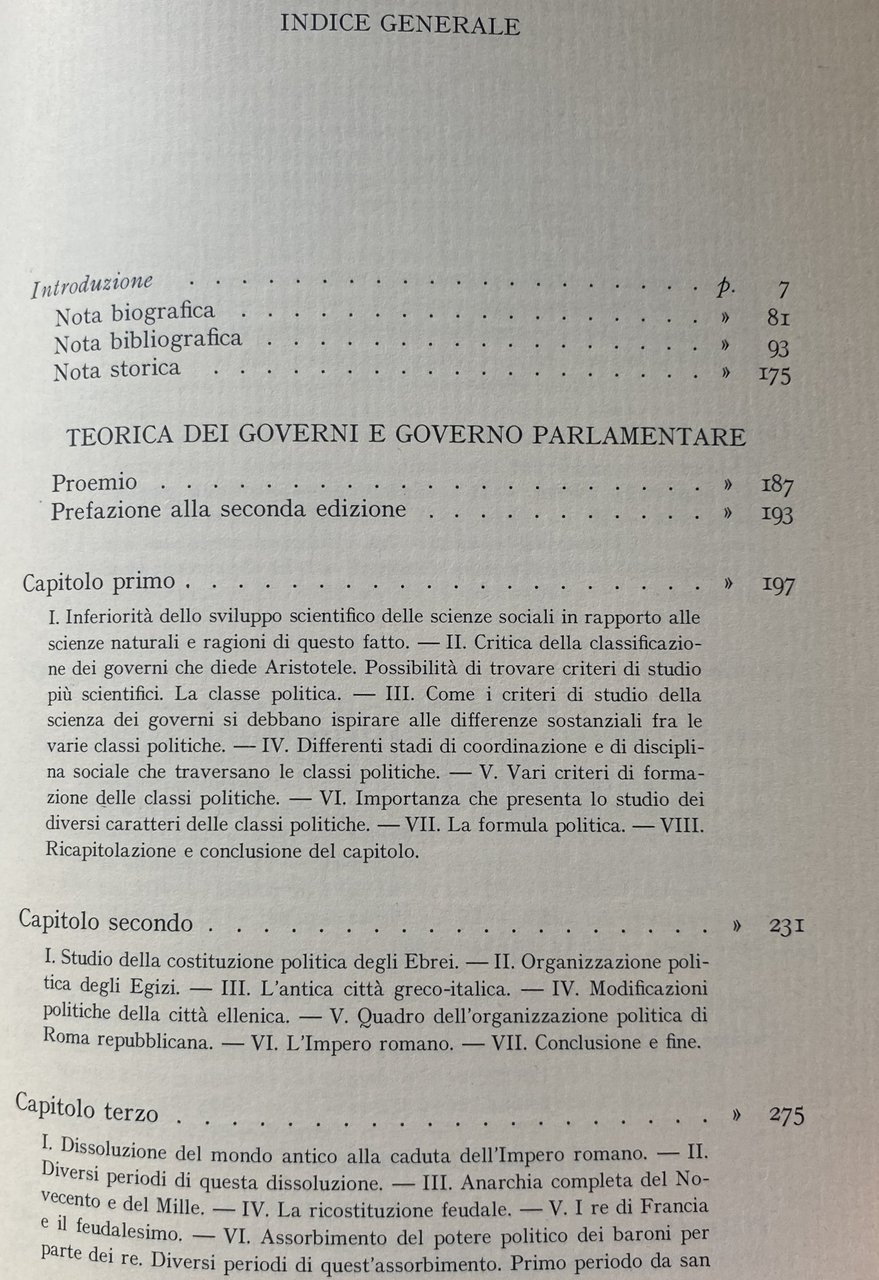 INDICE GENERALE
Introduzione . . . . . . . . . . . . . . . . . . . . p. 7
Nota biografica . . . . . . . . . . . . . . . . . . » 81
Nota bibliografica . . . . . . . . . . . . . . . . . » 93
Nota storica . . . . . . . . . . . . . . . . . . . » 175
TEORICA DEI GOVERNI E GOVERNO PARLAMENTARE
Proemio . . . . . . . . . . . . . . . . . . . . . » 187
Prefazione alla seconda edizione . . . . . . . . . . . » 193
Capitolo primo . . . . . . . . . . . . . . . . . . . . » 197
I. Inferiorità dello sviluppo scientifico delle scienze sociali in rapporto alle
scienze naturali e ragioni di questo fatto. — II. Critica della classificazio-
ne dei governi che diede Aristotele. Possibilità di trovare criteri di studio
più scientifici. La classe politica. — III. Come i criteri di studio della
scienza dei governi si debbano ispirare alle differenze sostanziali fra le
varie classi politiche. — IV. Differenti stadi di coordinazione e di discipli-
na sociale che traversano le classi politiche. — V. Vari criteri di forma-
zione delle classi politiche. — VI. Importanza che presenta lo studio dei
diversi caratteri delle classi politiche. — VII. La formula politica. — VIII.
Ricapitolazione e conclusione del capitolo.
Capitolo secondo . . . . . . . . . . . . . . . . . . . » 231
I. Studio della costituzione politica degli Ebrei. — II. Organizzazione poli-
tica degli Egizi. — III. L'antica città greco-italica. — IV. Modificazioni
politiche della città ellenica. — V. Quadro dell'organizzazione politica di
Roma repubblicana. — VI. L'Impero romano. — VII. Conclusione e fine.
Capitolo terzo . . . . . . . . . . . . . . . . . . . . » 275
I. Dissoluzione del mondo antico alla caduta dell'Impero romano. — II.
Diversi periodi di questa dissoluzione. — III. Anarchia completa del No-
vecento e del Mille. — IV. La ricostituzione feudale. — V. I re di Francia
e il feudalesimo. — VI. Assorbimento del potere politico dei baroni per
parte dei re. Diversi periodi di quest'assorbimento. Primo periodo da san